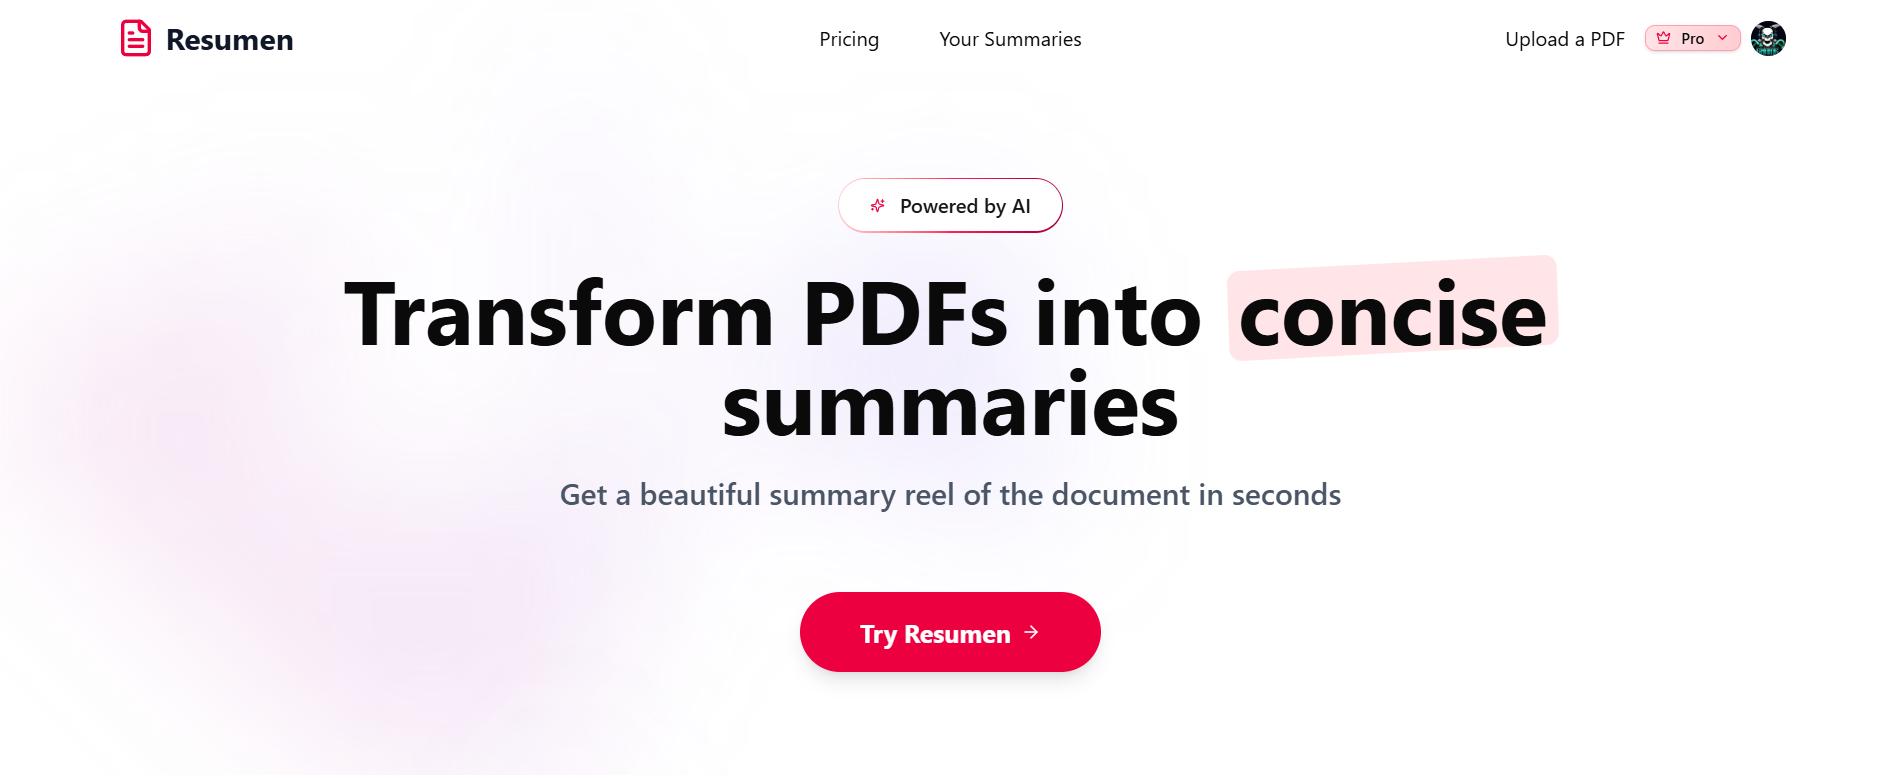 Resumen
Pricing
Your Summaries
Upload a PDF
Pro
Powered by AI
Transform PDFs into concise
summaries
Get a beautiful summary reel of the document in seconds
Try Resumen